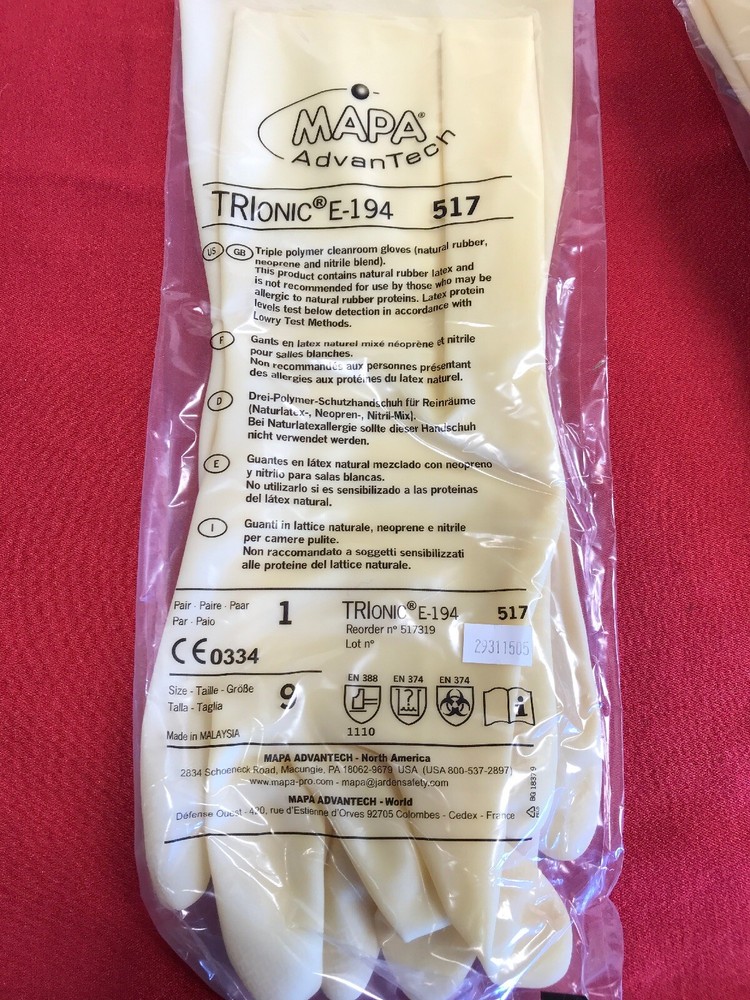 MAPA®
AdvanTech
TRIONIC® E-194 517
US GB Triple polymer cleanroom gloves (natural rubber,
neoprene and nitrile blend).
This product contains natural rubber latex and
is not recommended for use by those who may be
allergic to natural rubber proteins. Latex protein
levels test below detection in accordance with
Lowry Test Methods.
F Gants en latex naturel mixé néoprène et nitrile
pour salles blanches.
Non recommandés aux personnes présentant
des allergies aux protéines du latex naturel.
D Drei-Polymer-Schutzhandschuh für Reinräume
(Naturlatex-, Neopren-, Nitril-Mix).
Bei Naturlatexallergie sollte dieser Handschuh
nicht verwendet werden.
E Guantes en látex natural mezclado con neopreno
y nitrilo para salas blancas.
No utilizarlo si es sensibilizado a las proteinas
del látex natural.
I Guanti in lattice naturale, neoprene e nitrile
per camere pulite.
Non raccomandato a soggetti sensibilizzati
alle proteine del lattice naturale.
Pair - Paire - Paar
Par - Paio
1
CE 0334
Size - Taille - Größe
Talla - Taglia
9
Made in MALAYSIA
TRIONIC® E-194 517
Reorder n° 517319
Lot n°
29311505
EN 388 EN 374 EN 374
1110
MAPA ADVANTECH - North America
2834 Schoeneck Road, Macungie, PA 18062-9679 USA (USA 800-537-2897)
www.mapa-pro.com - mapa@jardensafety.com
MAPA ADVANTECH - World
Défense Ouest - 420, rue d'Estienne d'Orves 92705 Colombes - Cedex - France